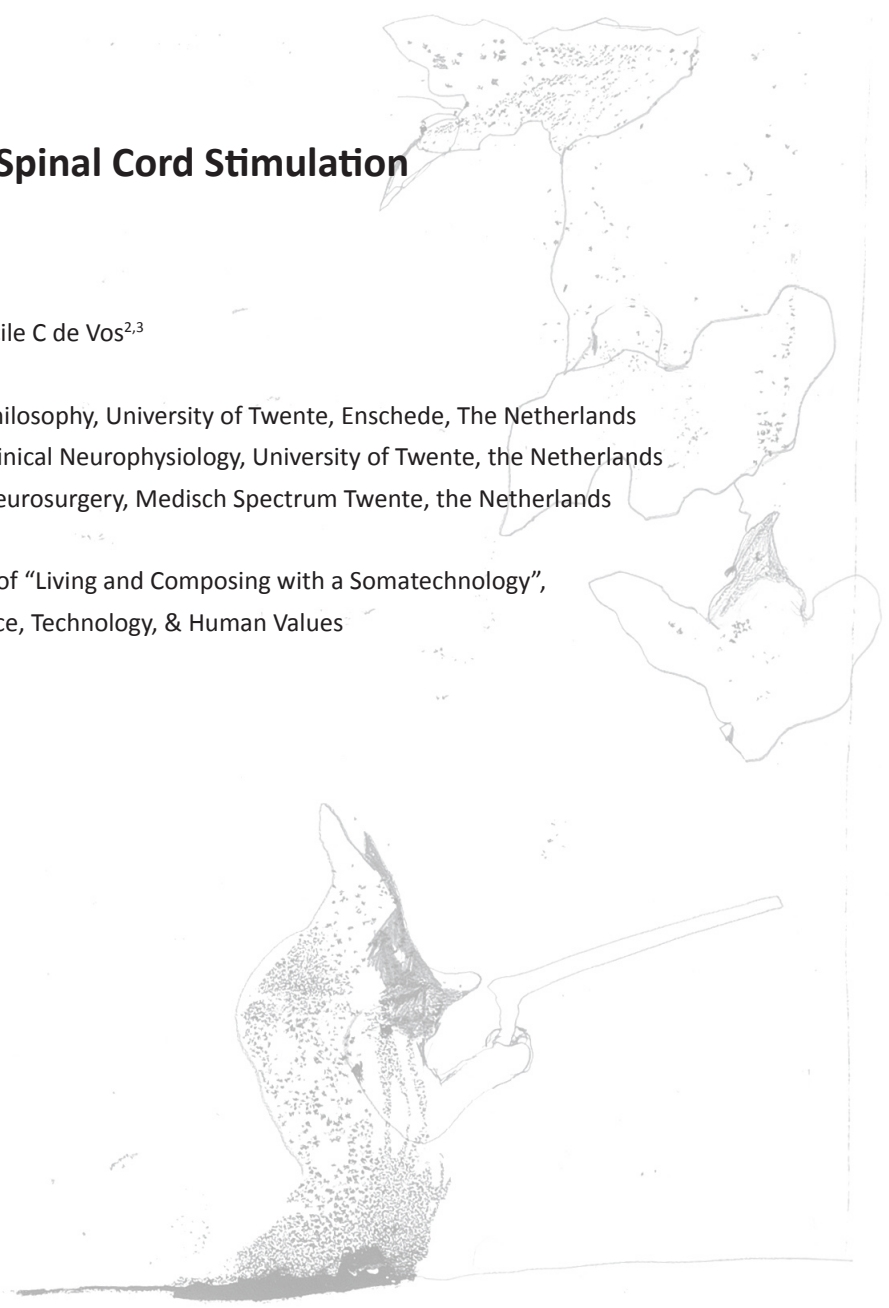 Spinal Cord Stimulation
ile C de Vos2,3
hilosophy, University of Twente, Enschede, The Netherlands
inical Neurophysiology, University of Twente, the Netherlands
eurosurgery, Medisch Spectrum Twente, the Netherlands
of “Living and Composing with a Somatechnology”,
ce, Technology, & Human Values